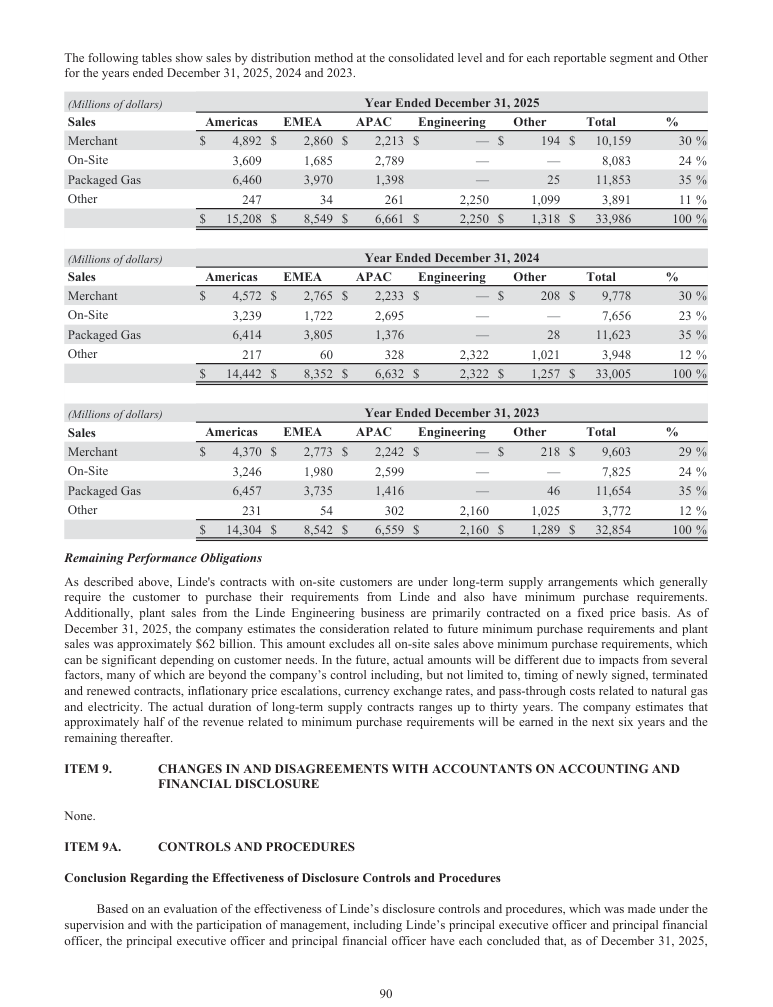 The following tables show sales by distribution method at the consolidated level and for each reportable segment and Other
for the years ended December 31, 2025, 2024 and 2023.
(Millions of dollars) Year Ended December 31, 2025
Sales Americas EMEA APAC Engineering Other Total %
Merchant $ 4,892 $ 2,860 $ 2,213 $ — $ 194 $ 10,159 30 %
On-Site 3,609 1,685 2,789 — — 8,083 24 %
Packaged Gas 6,460 3,970 1,398 — 25 11,853 35 %
Other 247 34 261 2,250 1,099 3,891 11 %
$ 15,208 $ 8,549 $ 6,661 $ 2,250 $ 1,318 $ 33,986 100 %
(Millions of dollars) Year Ended December 31, 2024
Sales Americas EMEA APAC Engineering Other Total %
Merchant $ 4,572 $ 2,765 $ 2,233 $ — $ 208 $ 9,778 30 %
On-Site 3,239 1,722 2,695 — — 7,656 23 %
Packaged Gas 6,414 3,805 1,376 — 28 11,623 35 %
Other 217 60 328 2,322 1,021 3,948 12 %
$ 14,442 $ 8,352 $ 6,632 $ 2,322 $ 1,257 $ 33,005 100 %
(Millions of dollars) Year Ended December 31, 2023
Sales Americas EMEA APAC Engineering Other Total %
Merchant $ 4,370 $ 2,773 $ 2,242 $ — $ 218 $ 9,603 29 %
On-Site 3,246 1,980 2,599 — — 7,825 24 %
Packaged Gas 6,457 3,735 1,416 — 46 11,654 35 %
Other 231 54 302 2,160 1,025 3,772 12 %
$ 14,304 $ 8,542 $ 6,559 $ 2,160 $ 1,289 $ 32,854 100 %
Remaining Performance Obligations
As described above, Linde's contracts with on-site customers are under long-term supply arrangements which generally
require the customer to purchase their requirements from Linde and also have minimum purchase requirements.
Additionally, plant sales from the Linde Engineering business are primarily contracted on a fixed price basis. As of
December 31, 2025, the company estimates the consideration related to future minimum purchase requirements and plant
sales was approximately $62 billion. This amount excludes all on-site sales above minimum purchase requirements, which
can be significant depending on customer needs. In the future, actual amounts will be different due to impacts from several
factors, many of which are beyond the company’s control including, but not limited to, timing of newly signed, terminated
and renewed contracts, inflationary price escalations, currency exchange rates, and pass-through costs related to natural gas
and electricity. The actual duration of long-term supply contracts ranges up to thirty years. The company estimates that
approximately half of the revenue related to minimum purchase requirements will be earned in the next six years and the
remaining thereafter.
ITEM 9. CHANGES IN AND DISAGREEMENTS WITH ACCOUNTANTS ON ACCOUNTING AND
FINANCIAL DISCLOSURE
None.
ITEM 9A. CONTROLS AND PROCEDURES
Conclusion Regarding the Effectiveness of Disclosure Controls and Procedures
Based on an evaluation of the effectiveness of Linde’s disclosure controls and procedures, which was made under the
supervision and with the participation of management, including Linde’s principal executive officer and principal financial
officer, the principal executive officer and principal financial officer have each concluded that, as of December 31, 2025,
90